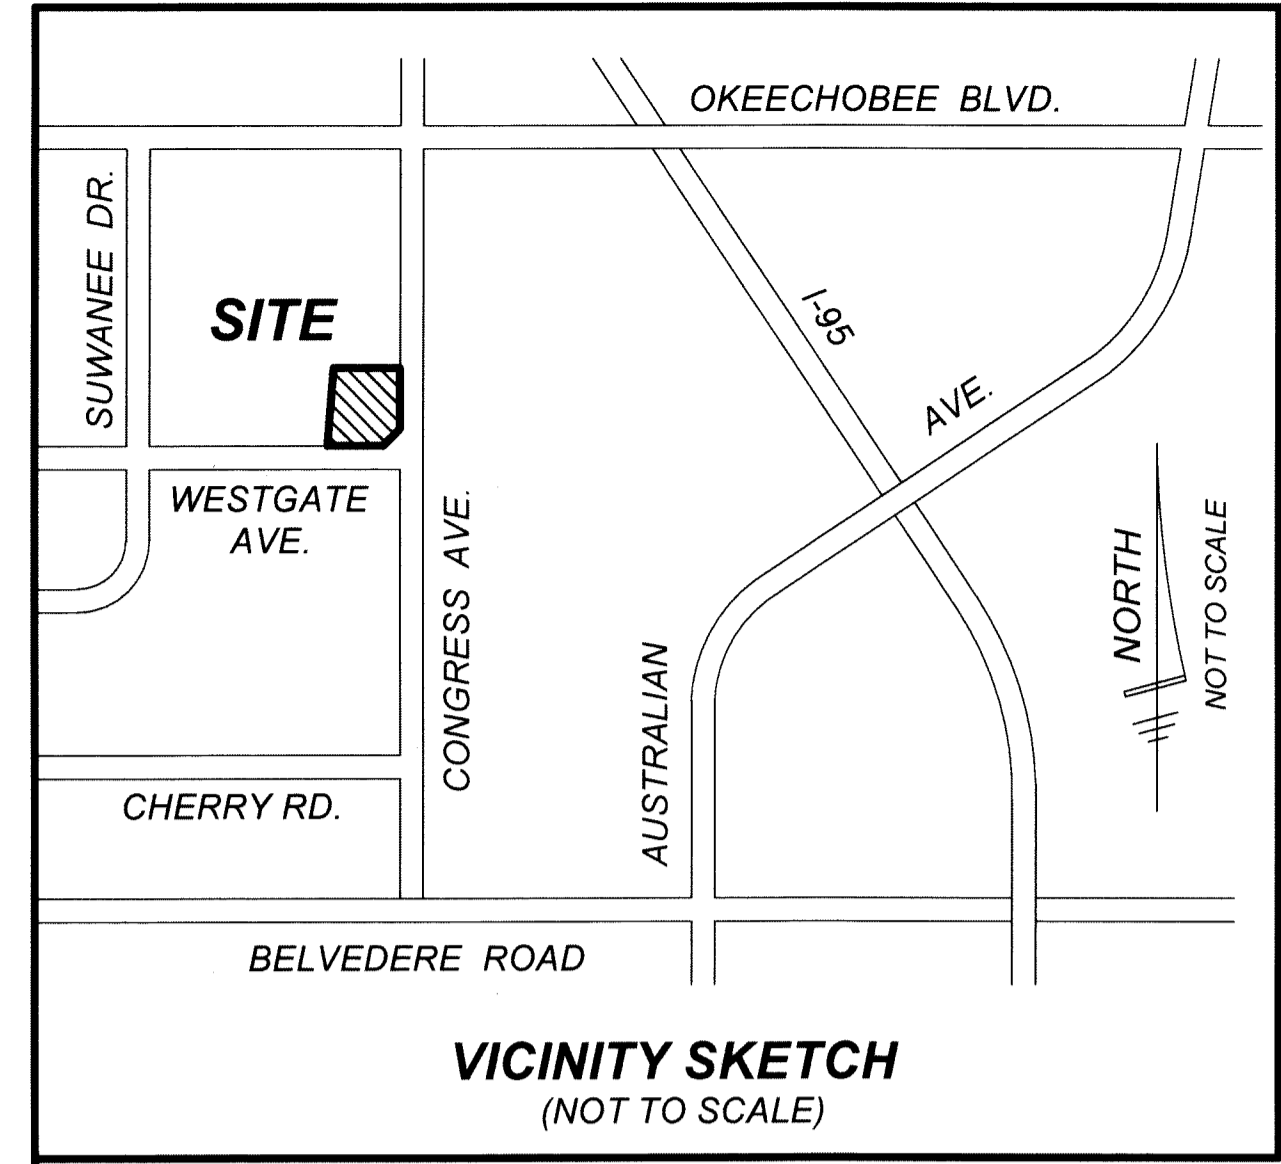 OKEECHOBEE BLVD.
SUWANEE DR.
SITE
I-95
AVE.
WESTGATE
AVE.
CONGRESS AVE.
NORTH
NOT TO SCALE
AUSTRALIAN
CHERRY RD.
BELVEDERE ROAD
VICINITY SKETCH
(NOT TO SCALE)